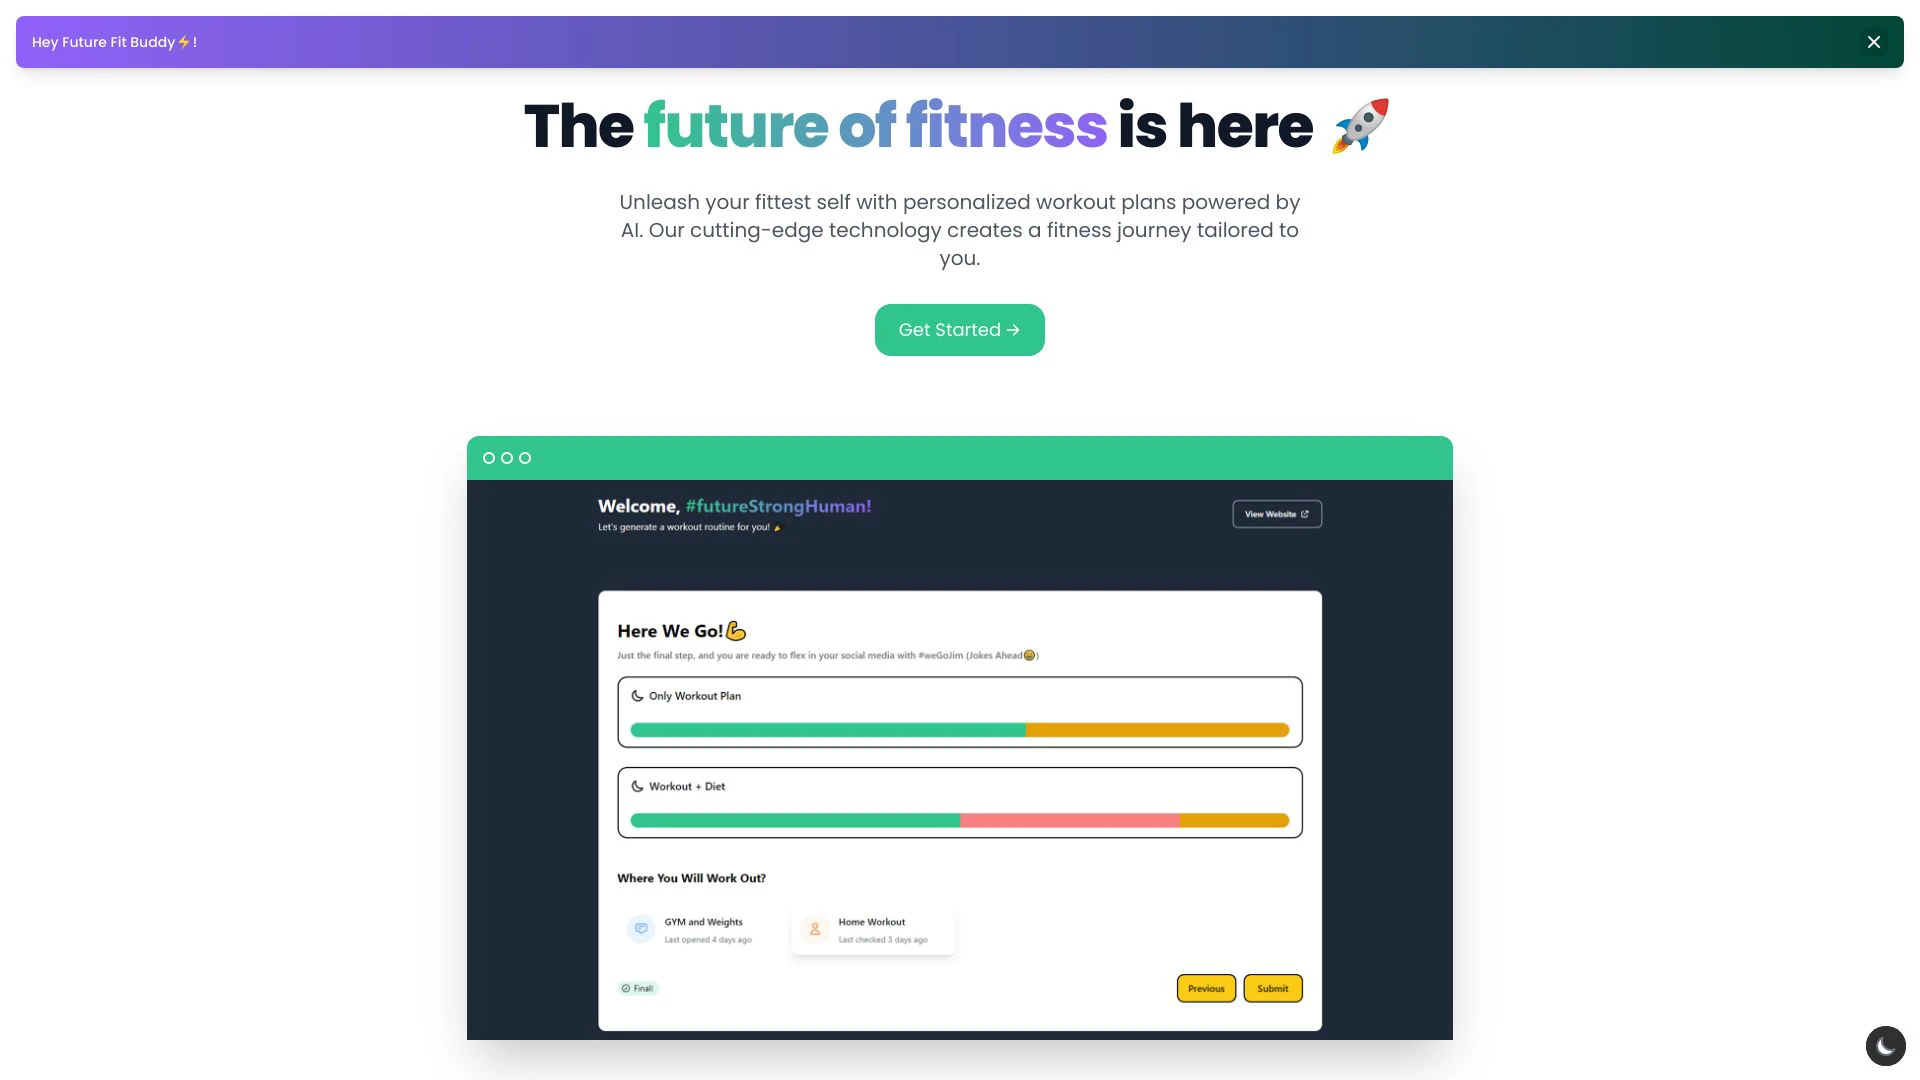 Hey Future Fit Buddy⚡!
The future of fitness is here 🚀
Unleash your fittest self with personalized workout plans powered by
AI. Our cutting-edge technology creates a fitness journey tailored to
you.
Get Started →
Welcome, #futureStrongHuman!
View Website
Let's generate a workout routine for you! 🎉
Here We Go!💪
Just the final step, and you are ready to flex in your social media with #weGoJim (Jokes Ahead😄)
Only Workout Plan
Workout + Diet
Where You Will Work Out?
GYM and Weights
Last opened 4 days ago
Home Workout
Last checked 3 days ago
Final!
Previous
Submit